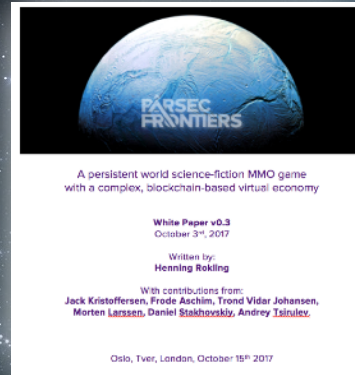 PARSEC
FRONTIERS
A persistent world science-fiction MMO game
with a complex, blockchain-based virtual economy
White Paper v0.3
October 3rd, 2017
Written by:
Henning Rokling
With contributions from:
Jack Kristoffersen, Frode Aschim, Trond Vidar Johansen,
Morten Larssen, Daniel Stakhovskiy, Andrey Tsirulev,
Oslo, Tver, London, October 15th 2017